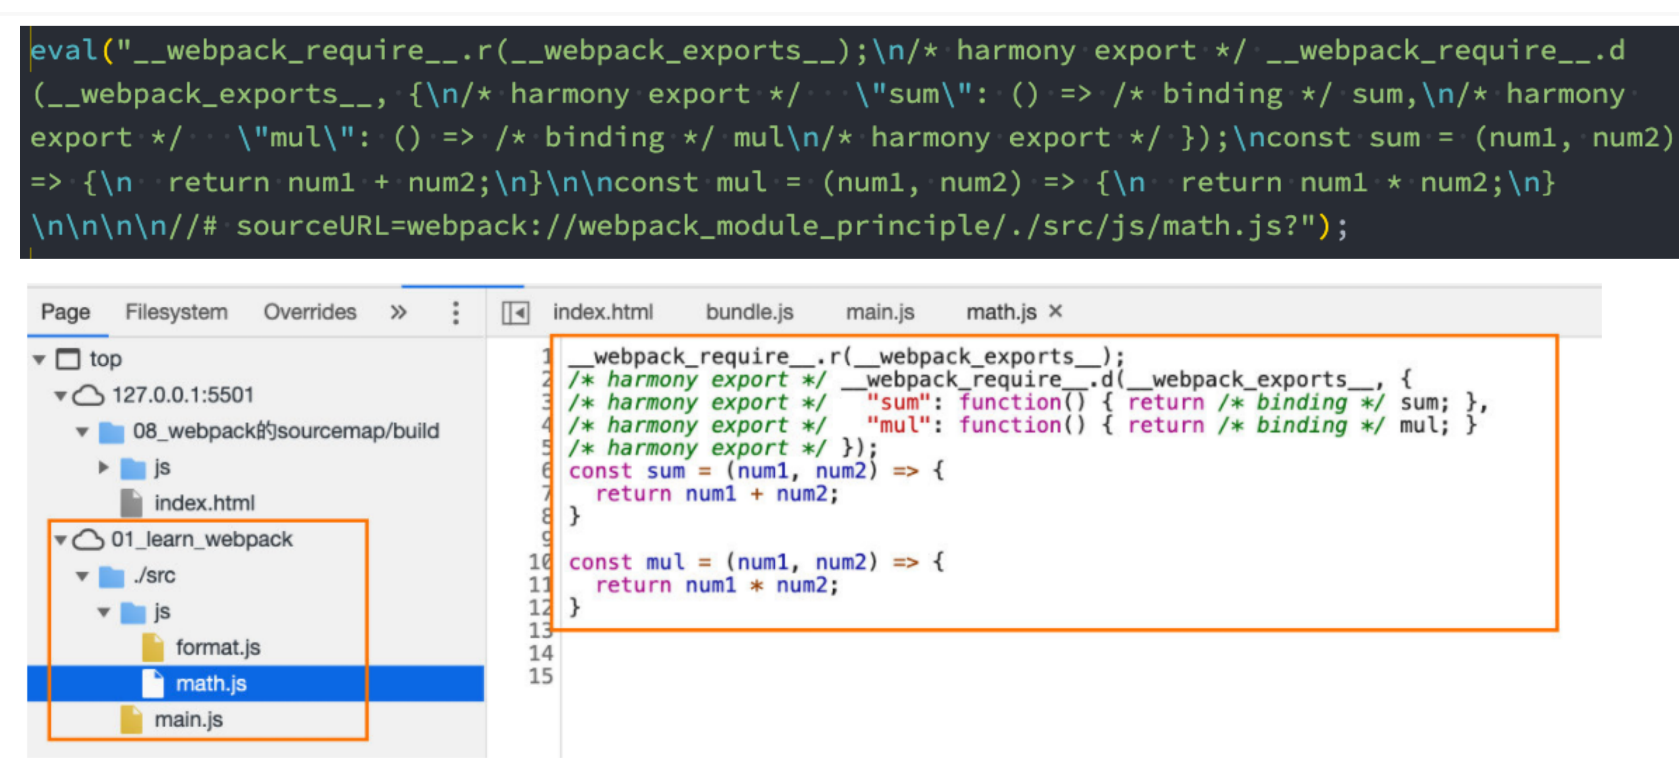 eval("__webpack_require__.r(__webpack_exports__);\n/* harmony export */ __webpack_require__.d
(__webpack_exports__, {\n/* harmony export */   \"sum\": () => /* binding */ sum,\n/* harmony
export */   \"mul\": () => /* binding */ mul\n/* harmony export */ });\nconst sum = (num1, num2)
=> {\n  return num1 + num2;\n}\n\nconst mul = (num1, num2) => {\n  return num1 * num2;\n}
\n\n\n\n//# sourceURL=webpack://webpack_module_principle/./src/js/math.js?");
Page Filesystem Overrides » ⋮
top
127.0.0.1:5501
08_webpack的sourcemap/build
js
index.html
01_learn_webpack
./src
js
format.js
math.js
main.js
index.html bundle.js main.js math.js ×
1 __webpack_require__.r(__webpack_exports__);
2 /* harmony export */ __webpack_require__.d(__webpack_exports__, {
3 /* harmony export */   "sum": function() { return /* binding */ sum; },
4 /* harmony export */   "mul": function() { return /* binding */ mul; }
5 /* harmony export */ });
6 const sum = (num1, num2) => {
7   return num1 + num2;
8 }
9
10 const mul = (num1, num2) => {
11   return num1 * num2;
12 }
13
14
15